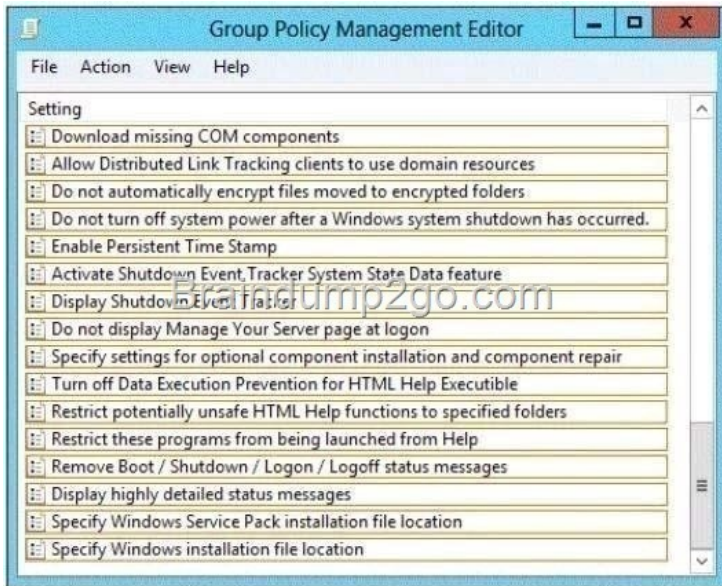 Group Policy Management Editor
File Action View Help
Setting
Download missing COM components
Allow Distributed Link Tracking clients to use domain resources
Do not automatically encrypt files moved to encrypted folders
Do not turn off system power after a Windows system shutdown has occurred.
Enable Persistent Time Stamp
Activate Shutdown Event Tracker System State Data feature
Display Shutdown Event Tracker
Braindump2go.com
Do not display Manage Your Server page at logon
Specify settings for optional component installation and component repair
Turn off Data Execution Prevention for HTML Help Executible
Restrict potentially unsafe HTML Help functions to specified folders
Restrict these programs from being launched from Help
Remove Boot / Shutdown / Logon / Logoff status messages
Display highly detailed status messages
Specify Windows Service Pack installation file location
Specify Windows installation file location